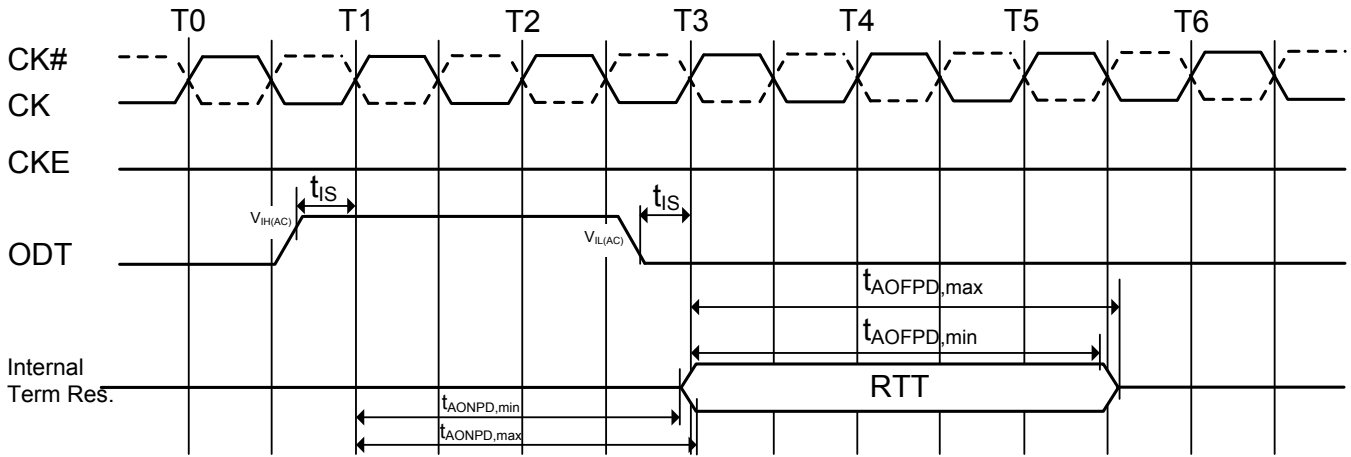 T0 T1 T2 T3 T4 T5 T6
CK#
CK
CKE
tIS
tIS
VIH(AC)
VIL(AC)
ODT
tAOFPD,max
tAOFPD,min
Internal
Term Res.
RTT
tAONPD,min
tAONPD,max